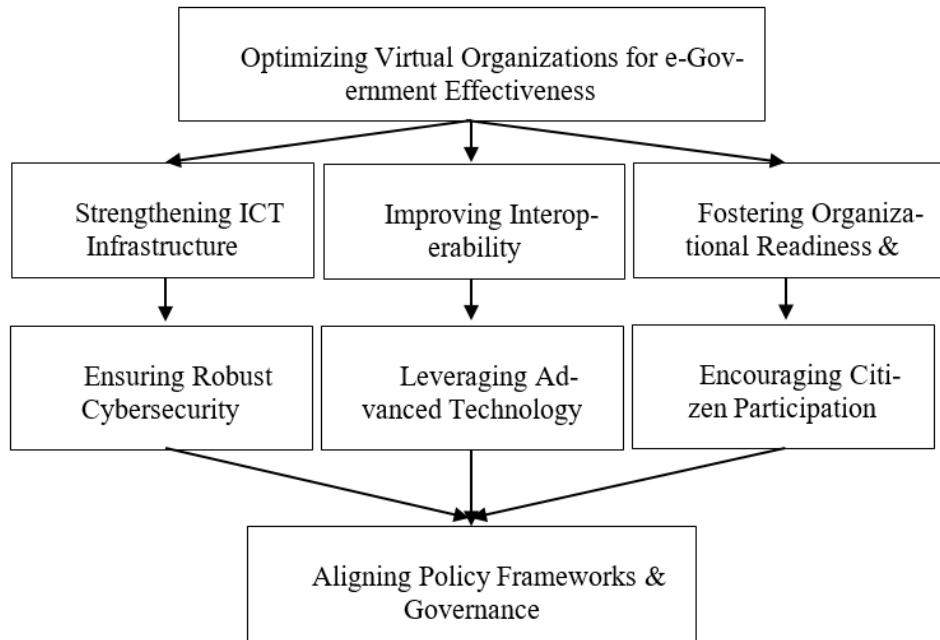 Optimizing Virtual Organizations for e-Gov-
ernment Effectiveness
Strengthening ICT
Infrastructure
Improving Interop-
erability
Fostering Organiza-
tional Readiness &
Ensuring Robust
Cybersecurity
Leveraging Ad-
vanced Technology
Encouraging Citi-
zen Participation
Aligning Policy Frameworks &
Governance